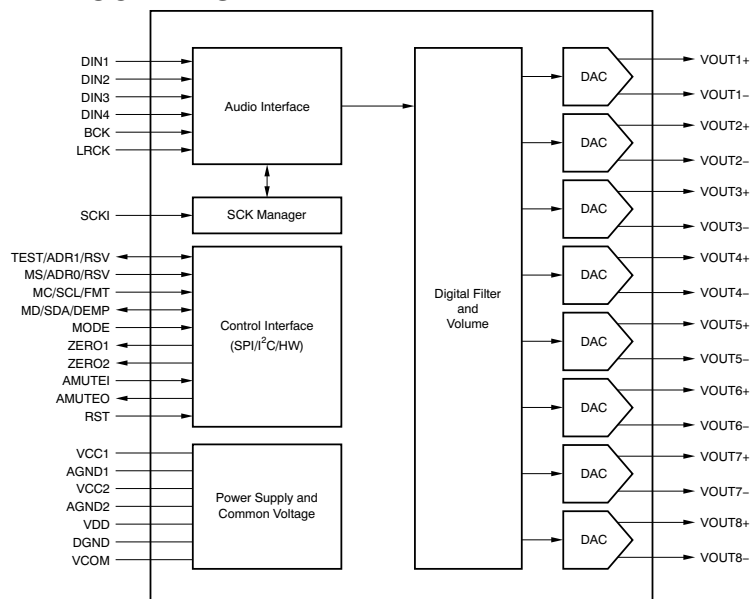 DIN1
DIN2
DIN3
DIN4
BCK
LRCK
Audio Interface
SCKI
SCK Manager
TEST/ADR1/RSV
MS/ADR0/RSV
MC/SCL/FMT
MD/SDA/DEMP
MODE
ZERO1
ZERO2
AMUTEI
AMUTEO
RST
Control Interface
(SPI/I²C/HW)
VCC1
AGND1
VCC2
AGND2
VDD
DGND
VCOM
Power Supply and
Common Voltage
Digital Filter
and
Volume
DAC
VOUT1+
VOUT1−
DAC
VOUT2+
VOUT2−
DAC
VOUT3+
VOUT3−
DAC
VOUT4+
VOUT4−
DAC
VOUT5+
VOUT5−
DAC
VOUT6+
VOUT6−
DAC
VOUT7+
VOUT7−
DAC
VOUT8+
VOUT8−